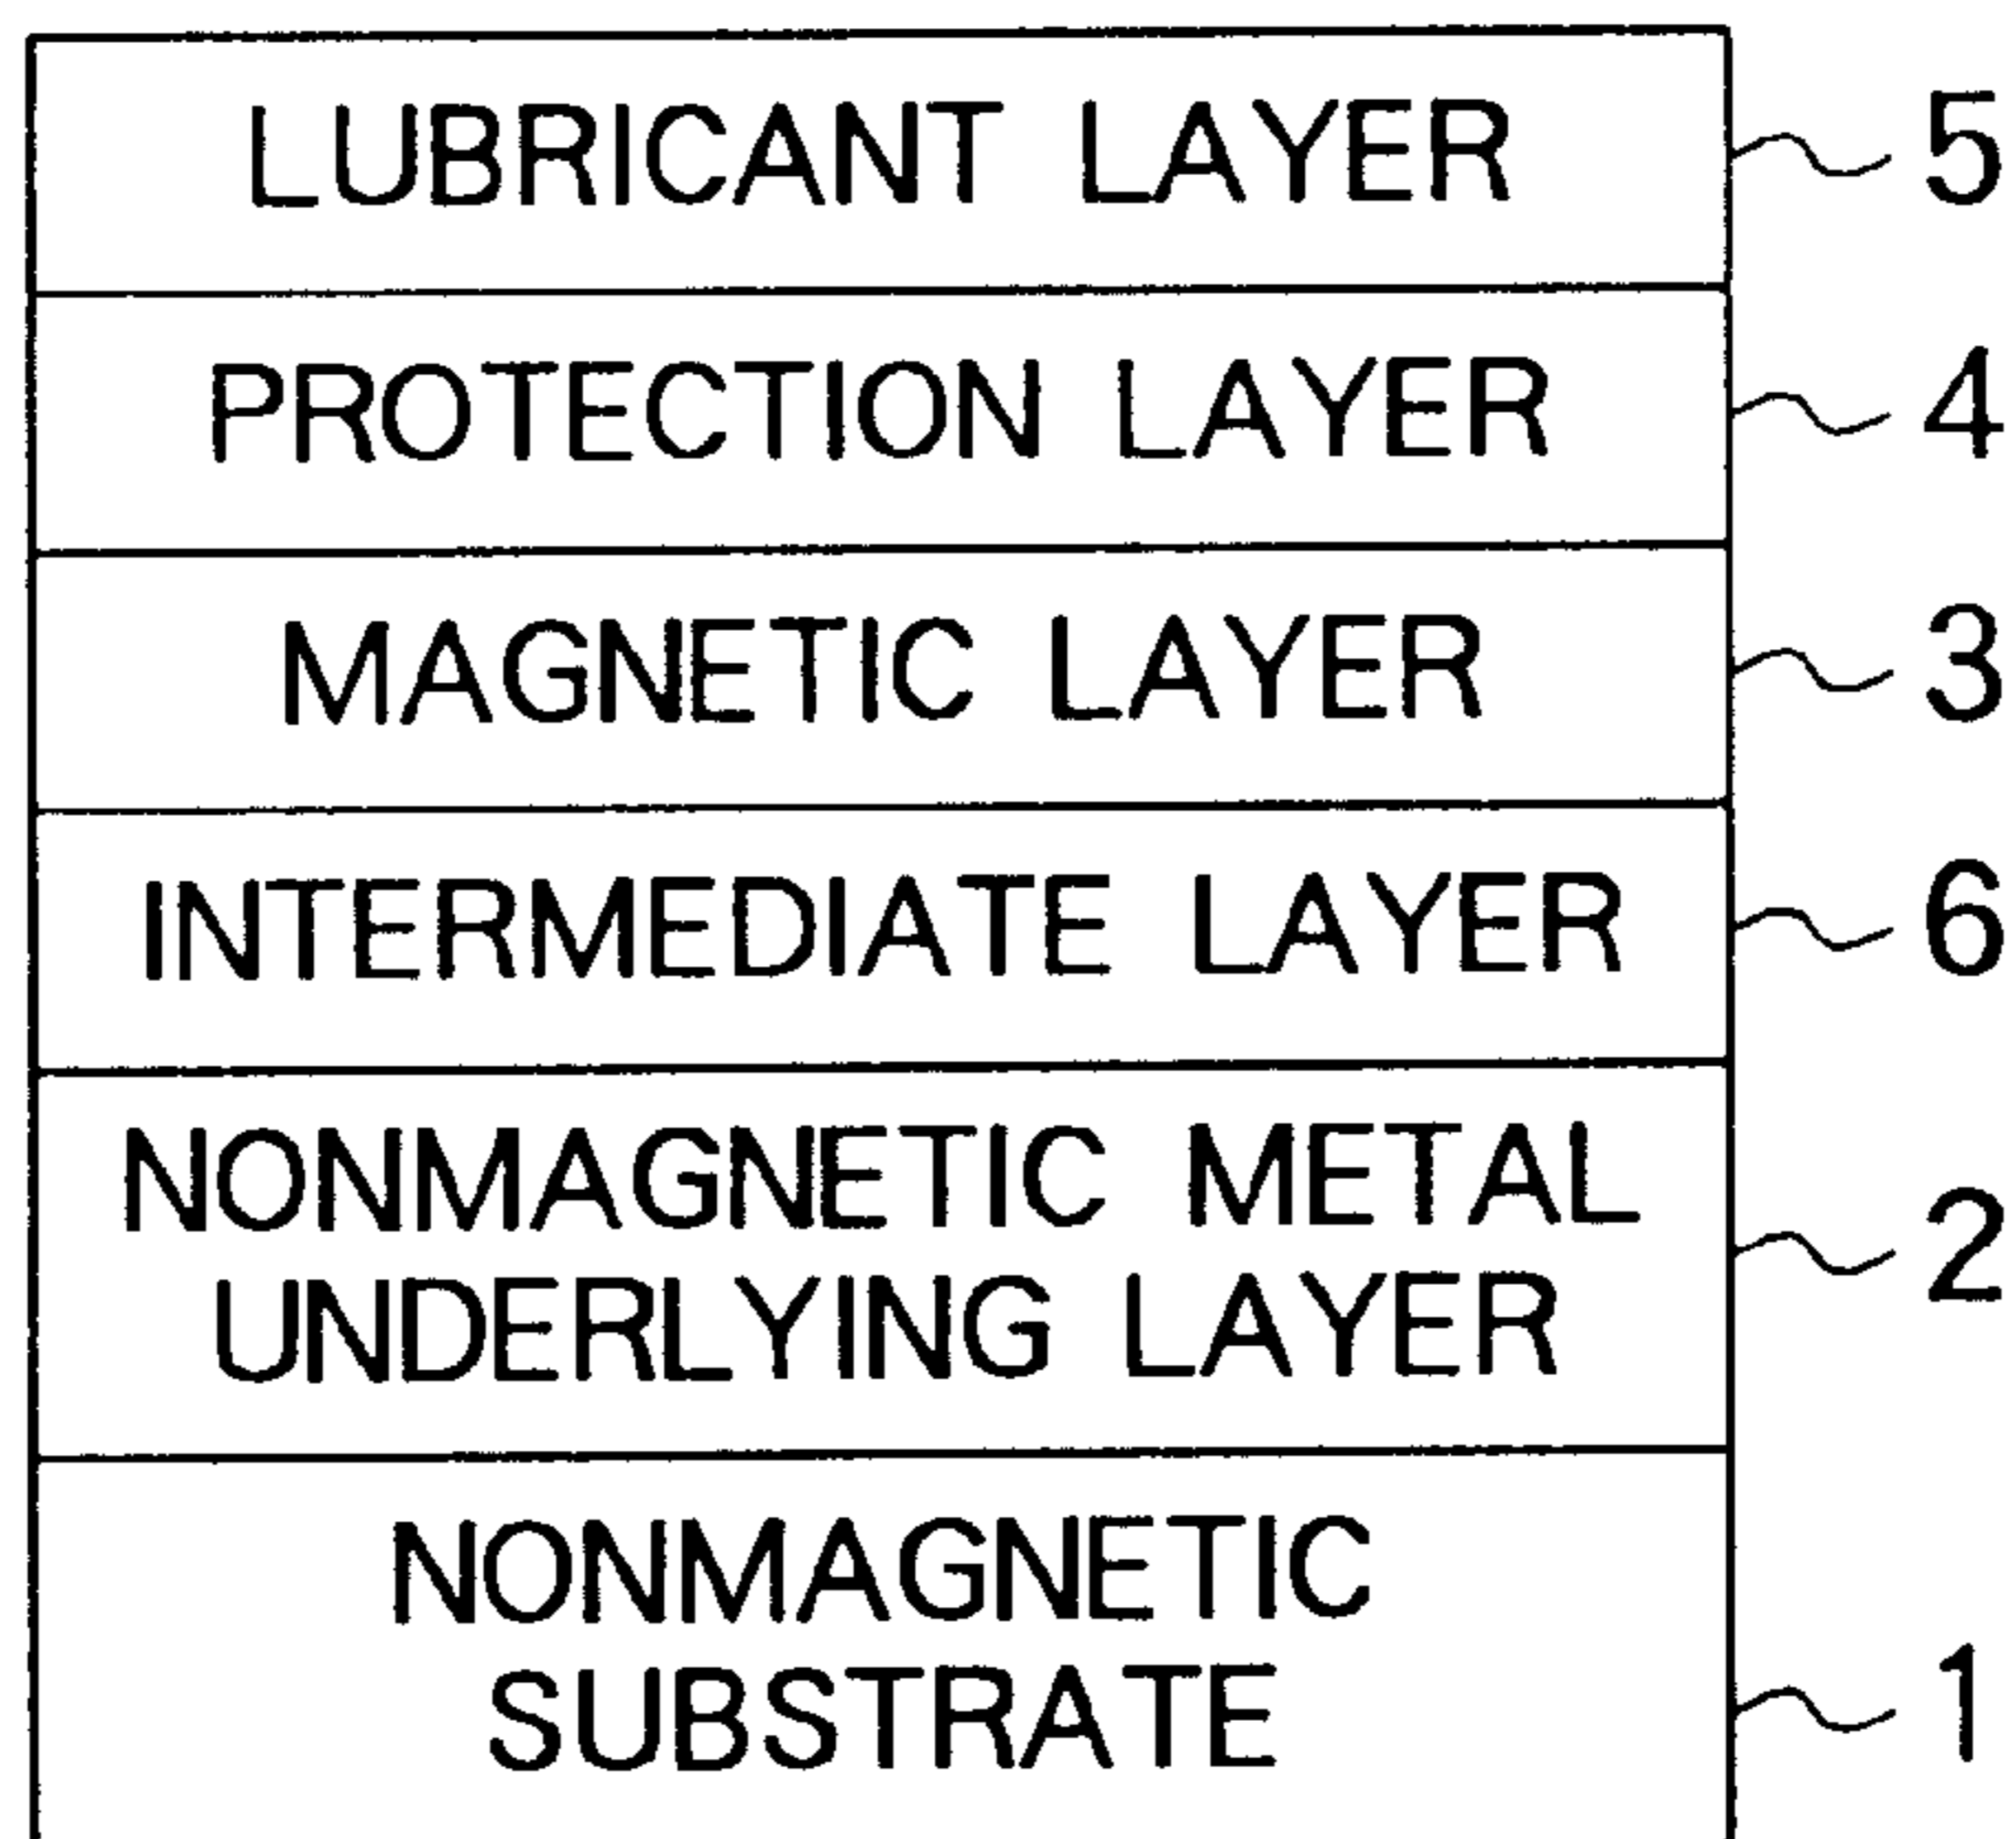 LUBRICANT LAYER 5
PROTECTION LAYER 4
MAGNETIC LAYER 3
INTERMEDIATE LAYER 6
NONMAGNETIC METAL
UNDERLYING LAYER 2
NONMAGNETIC
SUBSTRATE 1